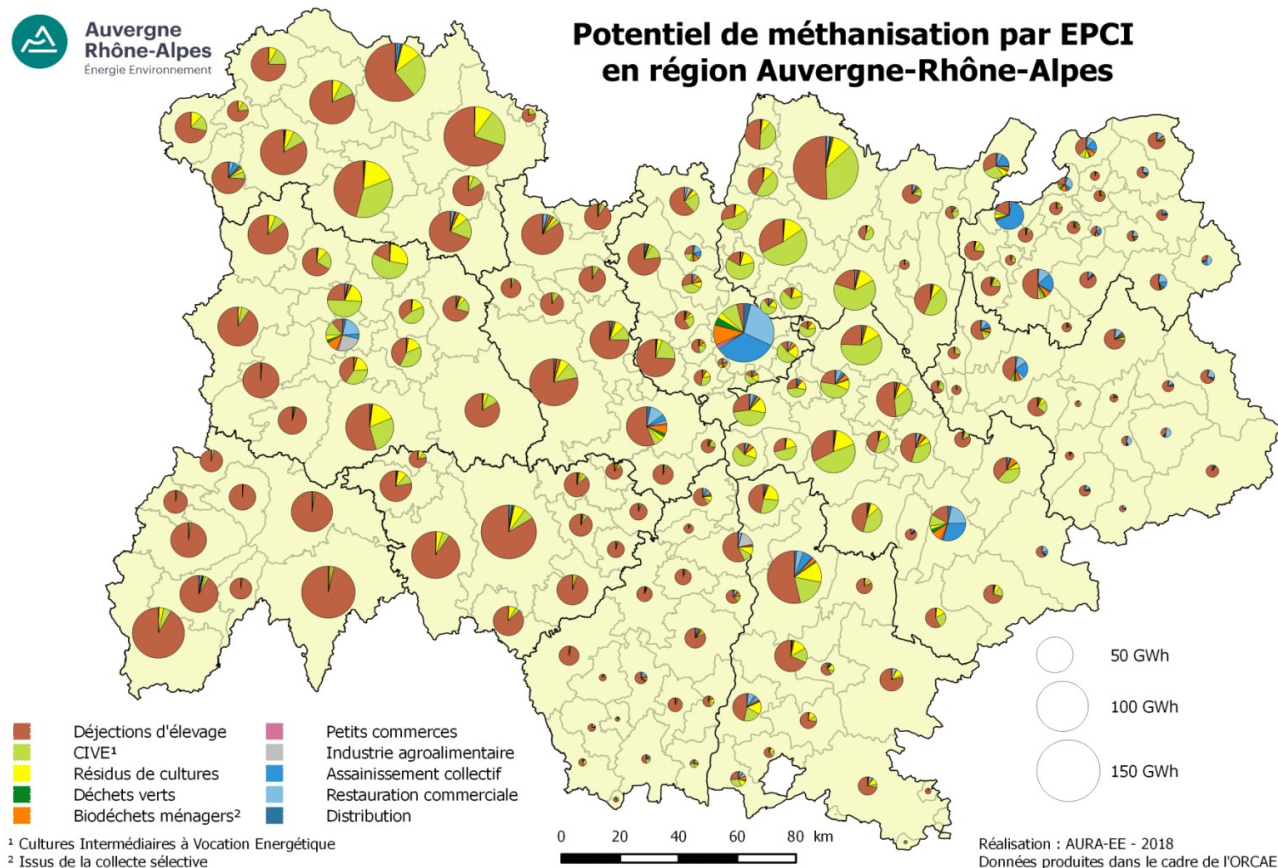 Auvergne
Rhône-Alpes
Énergie Environnement
Potentiel de méthanisation par EPCI
en région Auvergne-Rhône-Alpes
50 GWh
100 GWh
150 GWh
Déjections d'élevage
CIVE¹
Résidus de cultures
Déchets verts
Biodéchets ménagers²
Petits commerces
Industrie agroalimentaire
Assainissement collectif
Restauration commerciale
Distribution
¹ Cultures Intermédiaires à Vocation Energétique
² Issus de la collecte sélective
0 20 40 60 80 km
Réalisation : AURA-EE - 2018
Données produites dans le cadre de l'ORCAE